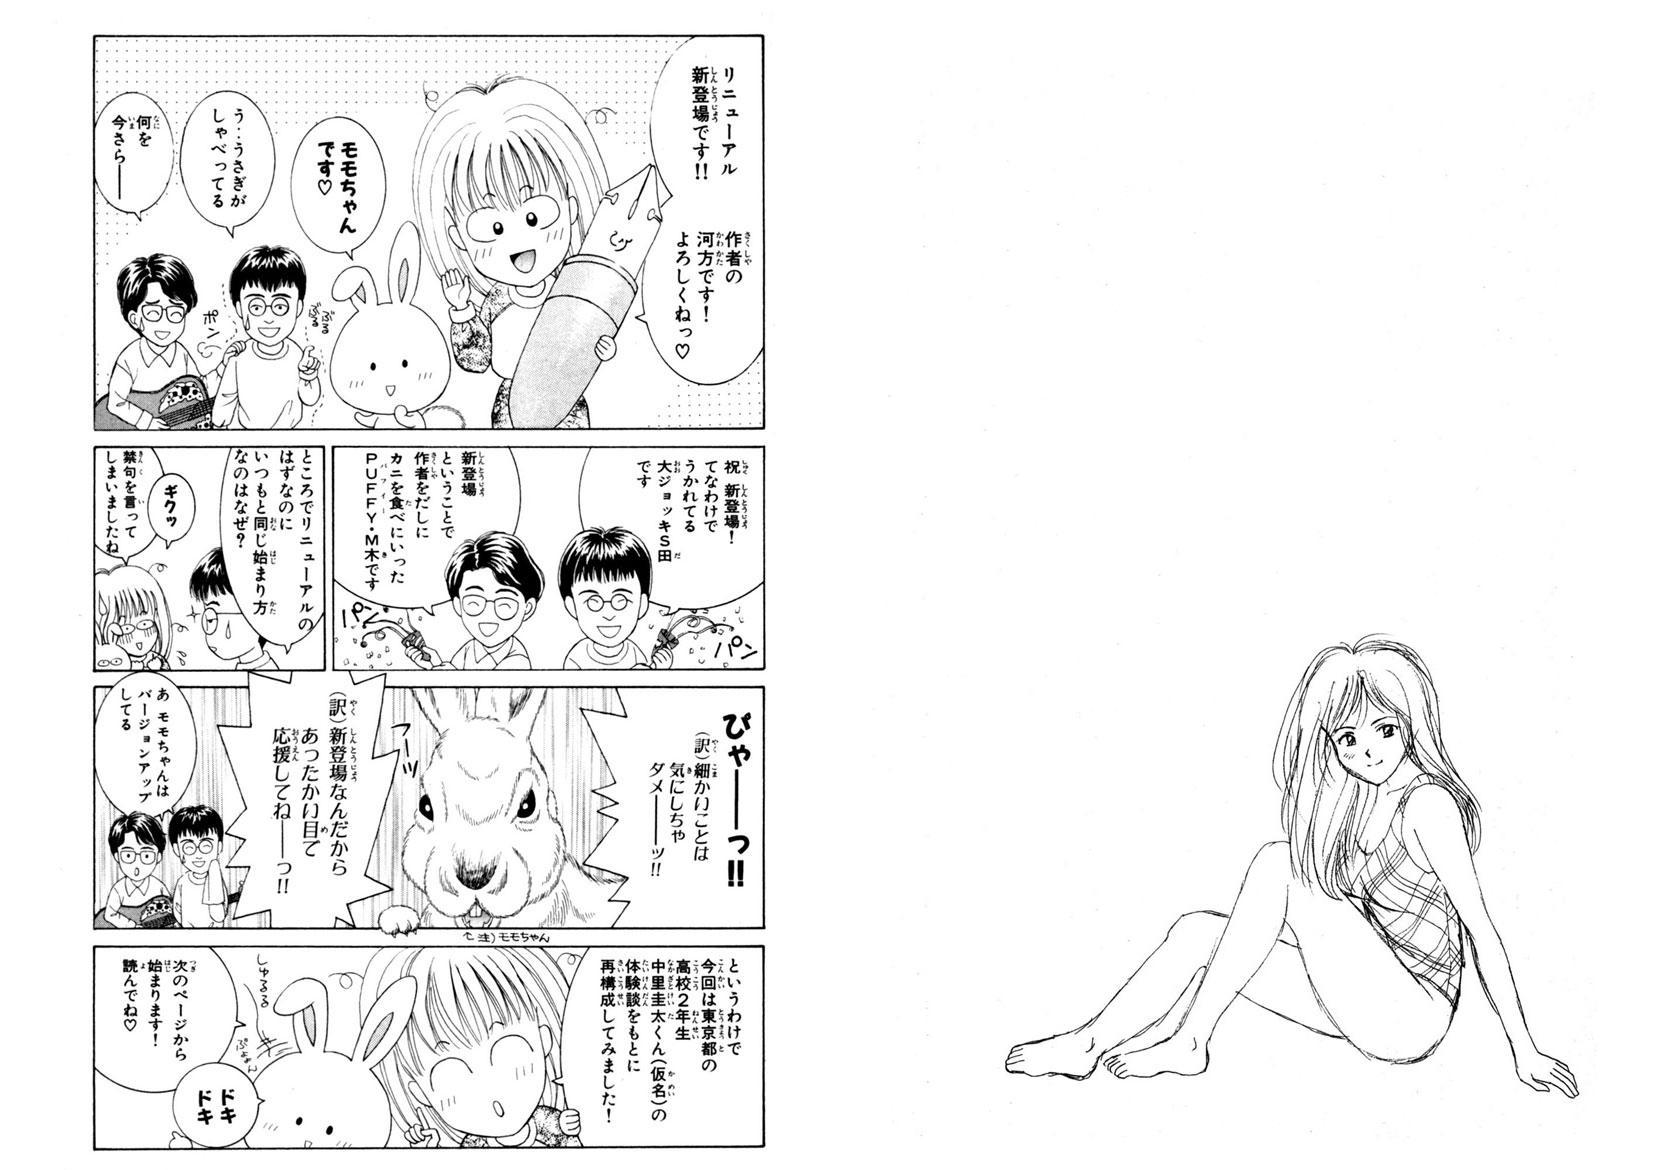 リニューアル
新登場です!!
作者の
河方です!
よろしくねっ♡
モモちゃん
です♡
ぶる
ぶる
う‥うさぎが
しゃべってる
ポン
何を
今さら――
祝 新登場!
てなわけで
うかれてる
大ジョッキS田
です
パン
新登場
ということで
作者をだしに
カニを食べにいった
PUFFY・M木です
パン
ところでリニューアルの
はずなのに
いつもと同じ始まり方
なのはなぜ?
ギクッ
禁句を言って
しまいましたね
ぴゃ――っ!!
(訳)細かいことは
気にしちゃ
ダメ――ッ!!
フーッ
(訳)新登場なんだから
あったかい目で
応援してね――っ!!
あ モモちゃんは
バージョンアップ
してる
注)モモちゃん
というわけで
今回は東京都の
高校2年生
中里圭太くん(仮名)の
体験談をもとに
再構成してみました!
しゅるる
ぷよょん
次のページから
始まります!
読んでね♡
ドキ
ドキ